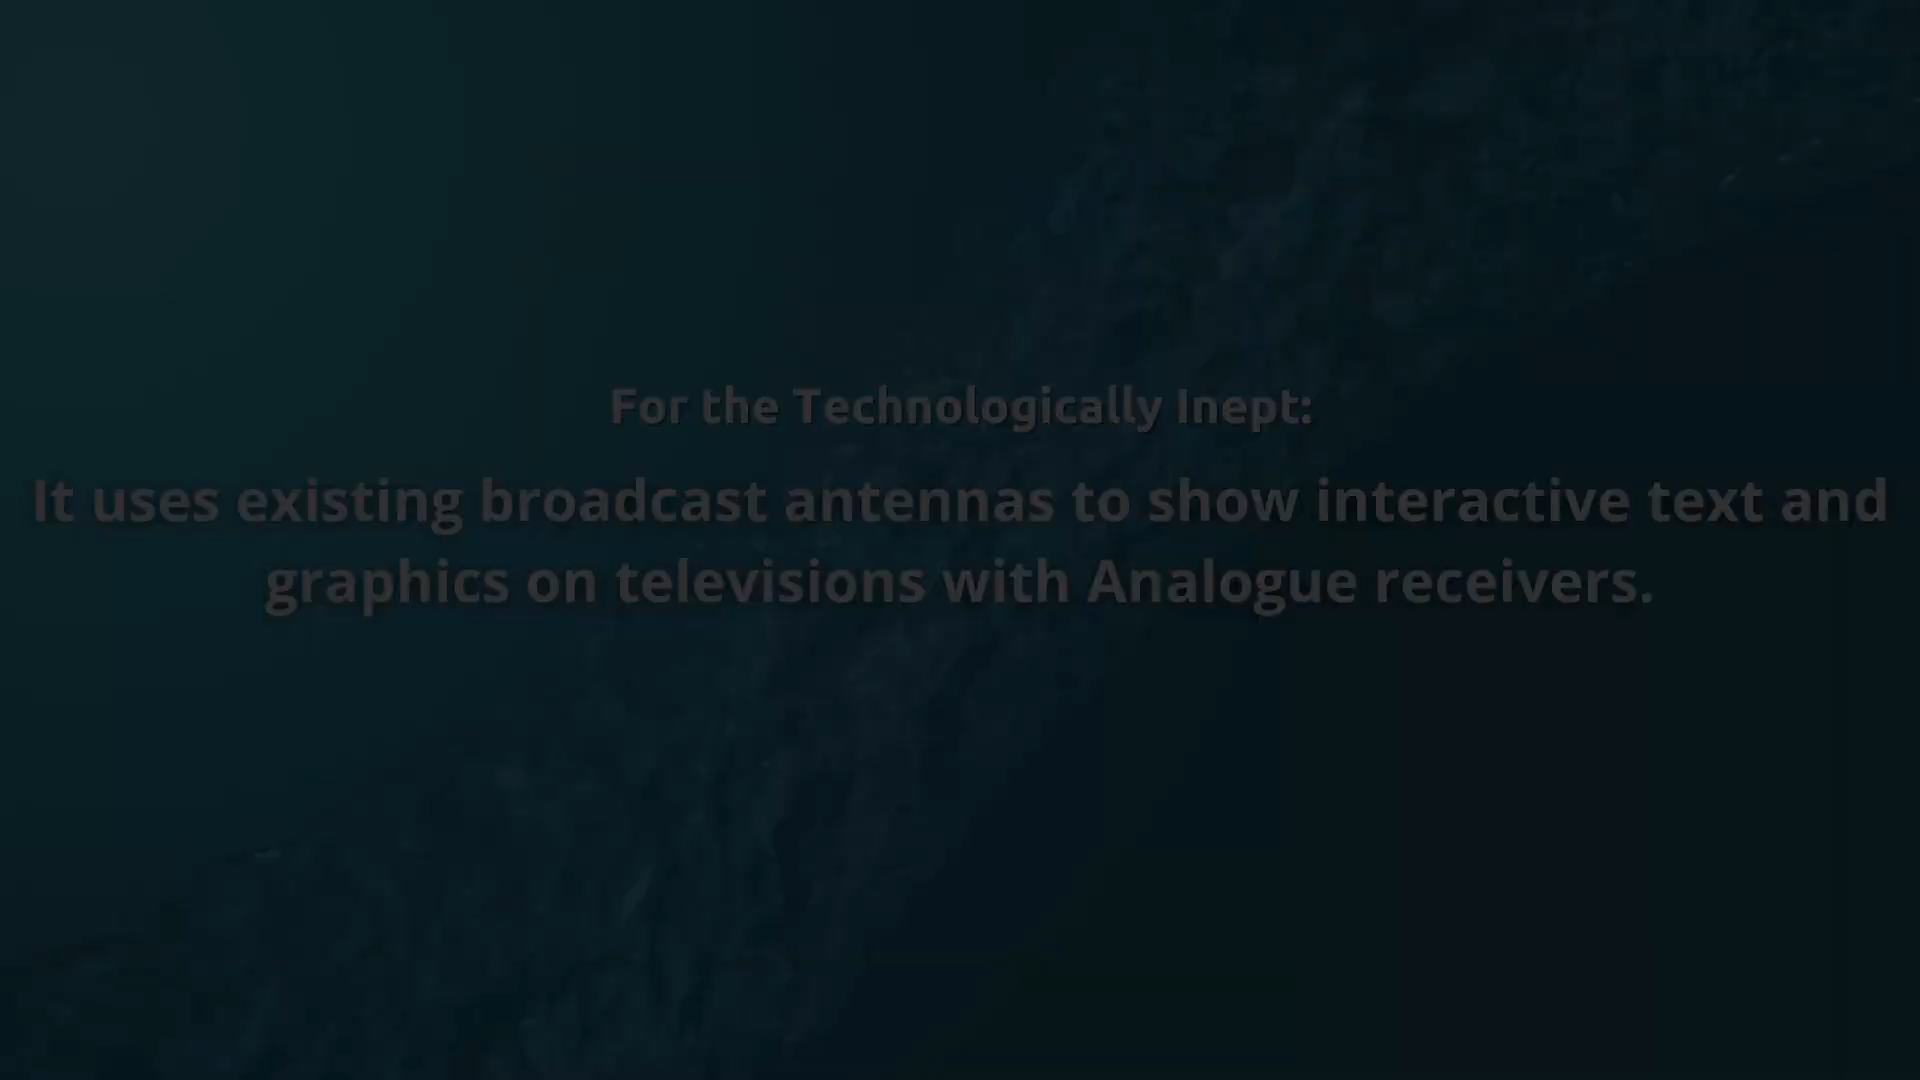 For the Technologically Inept:
It uses existing broadcast antennas to show interactive text and
graphics on televisions with Analogue receivers.